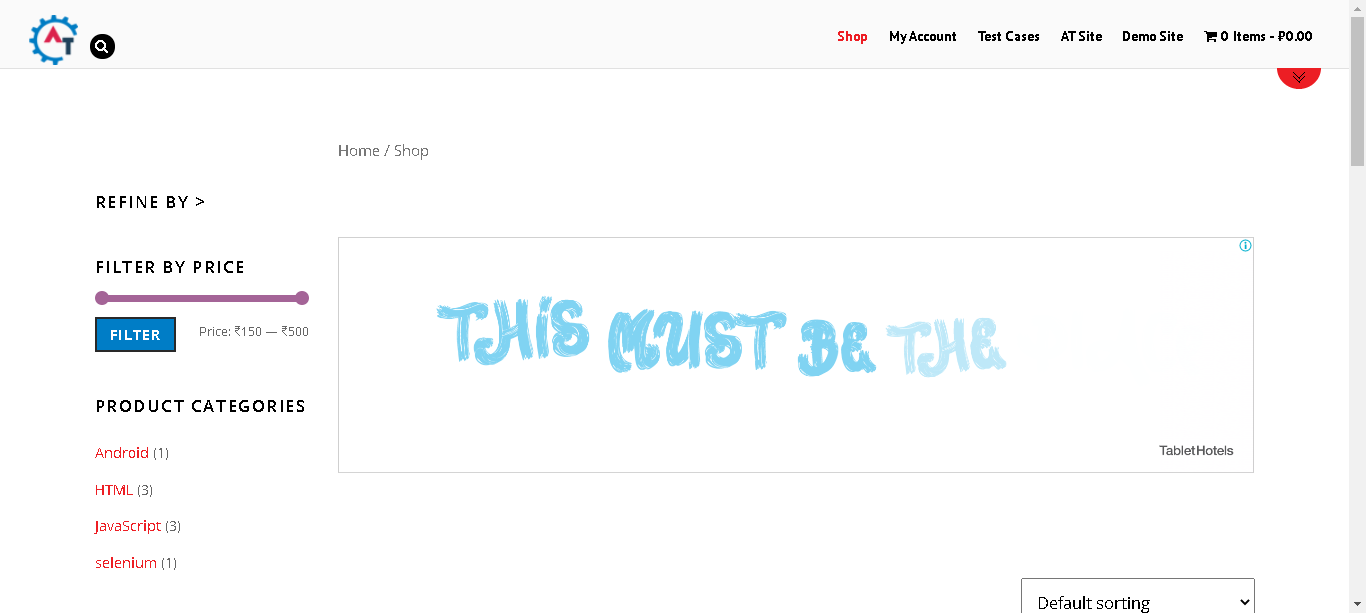 AT
Shop My Account Test Cases AT Site Demo Site 0 Items - ₽0.00
Home / Shop
REFINE BY >
FILTER BY PRICE
FILTER Price: ₹150 — ₹500
THIS MUST BE THE
TabletHotels
PRODUCT CATEGORIES
Android (1)
HTML (3)
JavaScript (3)
selenium (1)
Default sorting